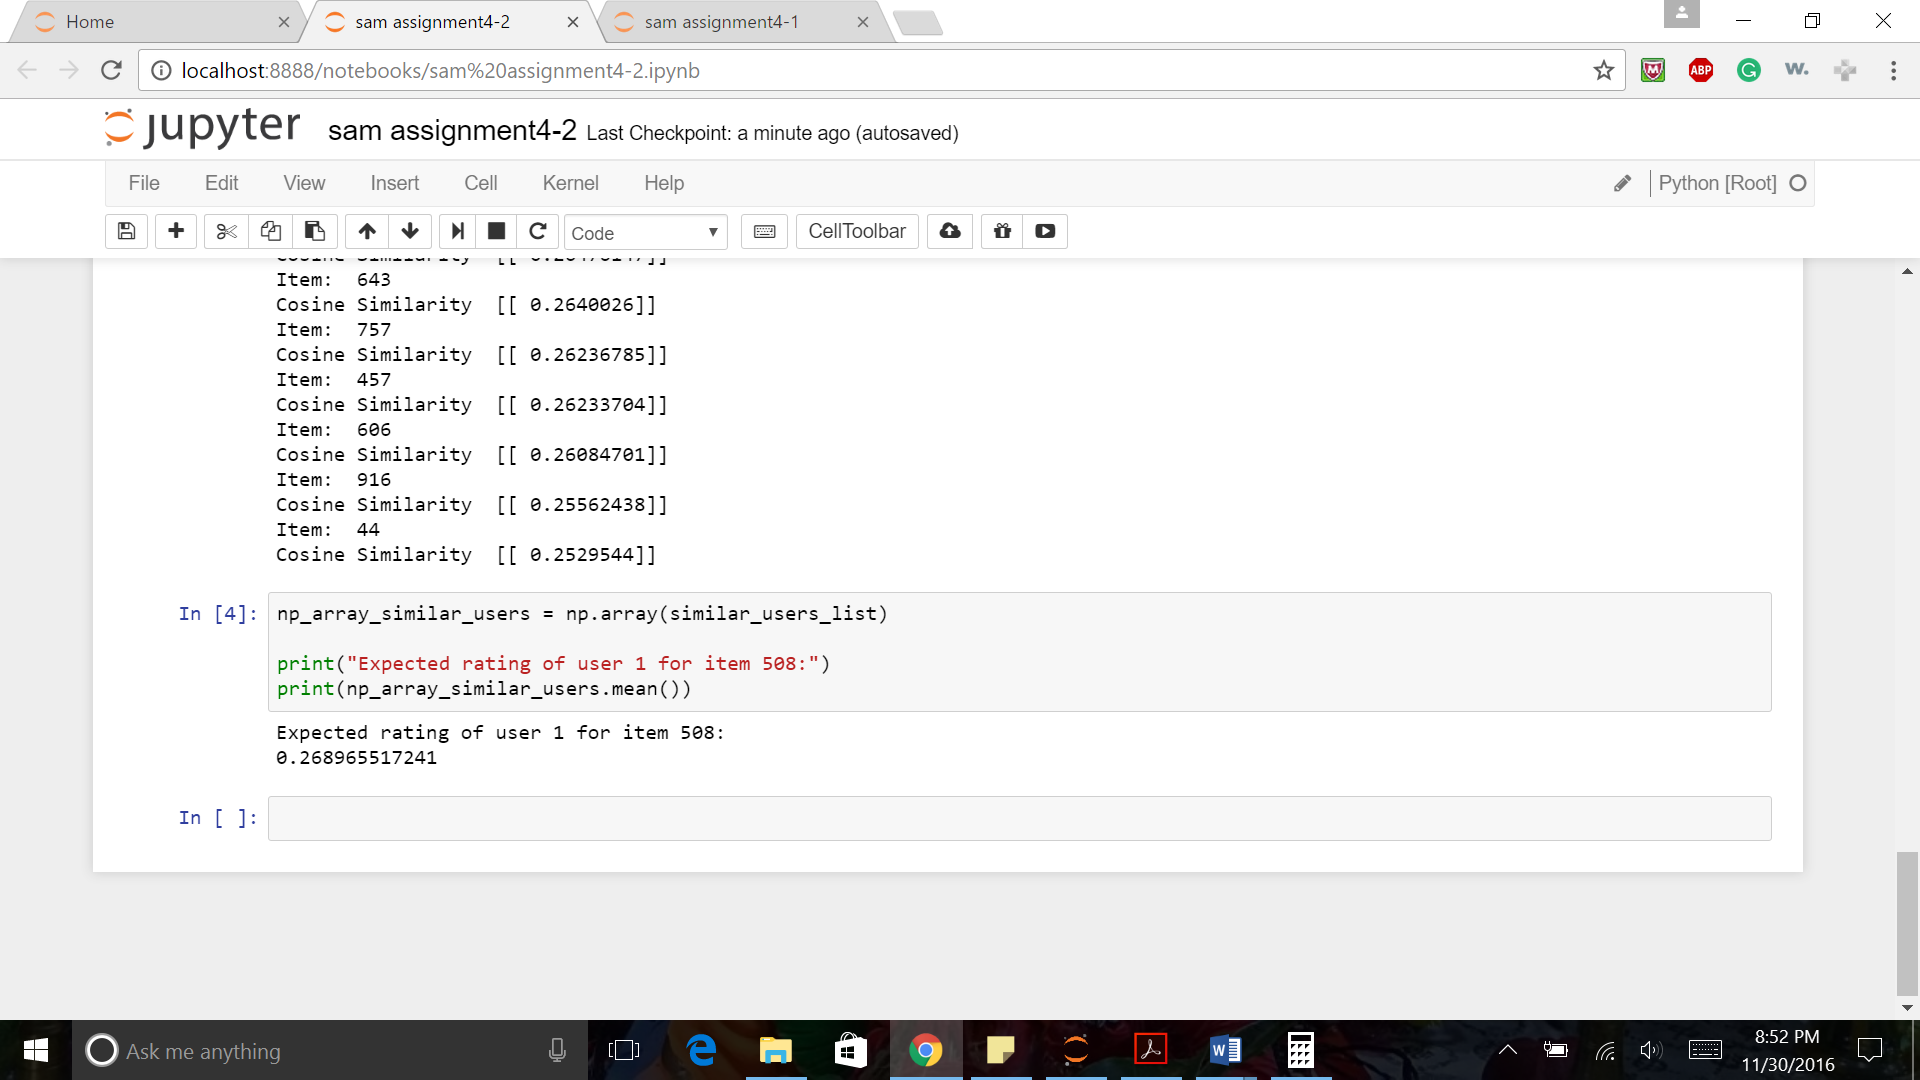 Home
sam assignment4-2
sam assignment4-1
localhost:8888/notebooks/sam%20assignment4-2.ipynb
ABP
w.
jupyter sam assignment4-2 Last Checkpoint: a minute ago (autosaved)
File Edit View Insert Cell Kernel Help Python [Root]
Code CellToolbar
Item: 643
Cosine Similarity [[ 0.2640026]]
Item: 757
Cosine Similarity [[ 0.26236785]]
Item: 457
Cosine Similarity [[ 0.26233704]]
Item: 606
Cosine Similarity [[ 0.26084701]]
Item: 916
Cosine Similarity [[ 0.25562438]]
Item: 44
Cosine Similarity [[ 0.2529544]]
In [4]: np_array_similar_users = np.array(similar_users_list)
print("Expected rating of user 1 for item 508:")
print(np_array_similar_users.mean())
Expected rating of user 1 for item 508:
0.268965517241
In [ ]:
Ask me anything
8:52 PM
11/30/2016